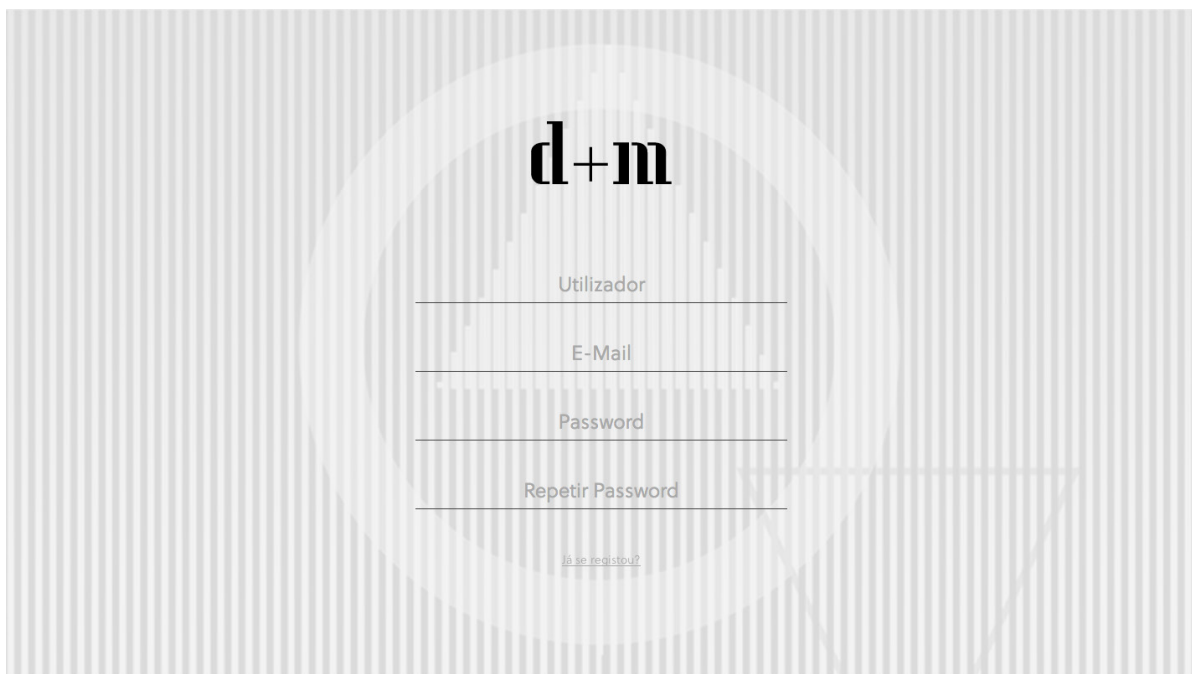 d+m
Utilizador
E-Mail
Password
Repetir Password
Já se registou?